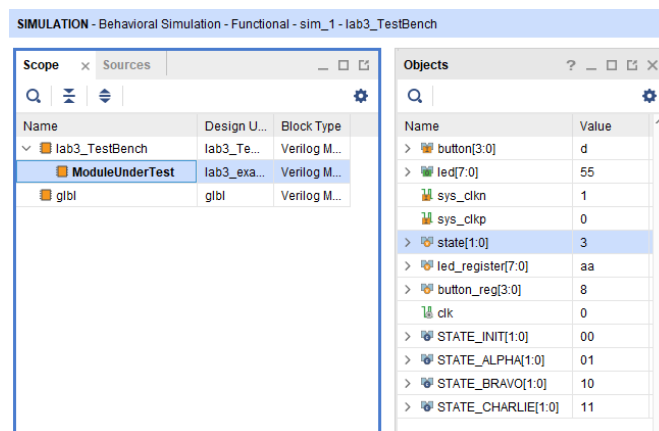 SIMULATION - Behavioral Simulation - Functional - sim_1 - lab3_TestBench
Scope × Sources
Name Design U... Block Type
lab3_TestBench lab3_Te... Verilog M...
ModuleUnderTest lab3_exa... Verilog M...
glbl glbl Verilog M...
Objects ?
Name Value
button[3:0] d
led[7:0] 55
sys_clkn 1
sys_clkp 0
state[1:0] 3
led_register[7:0] aa
button_reg[3:0] 8
clk 0
STATE_INIT[1:0] 00
STATE_ALPHA[1:0] 01
STATE_BRAVO[1:0] 10
STATE_CHARLIE[1:0] 11